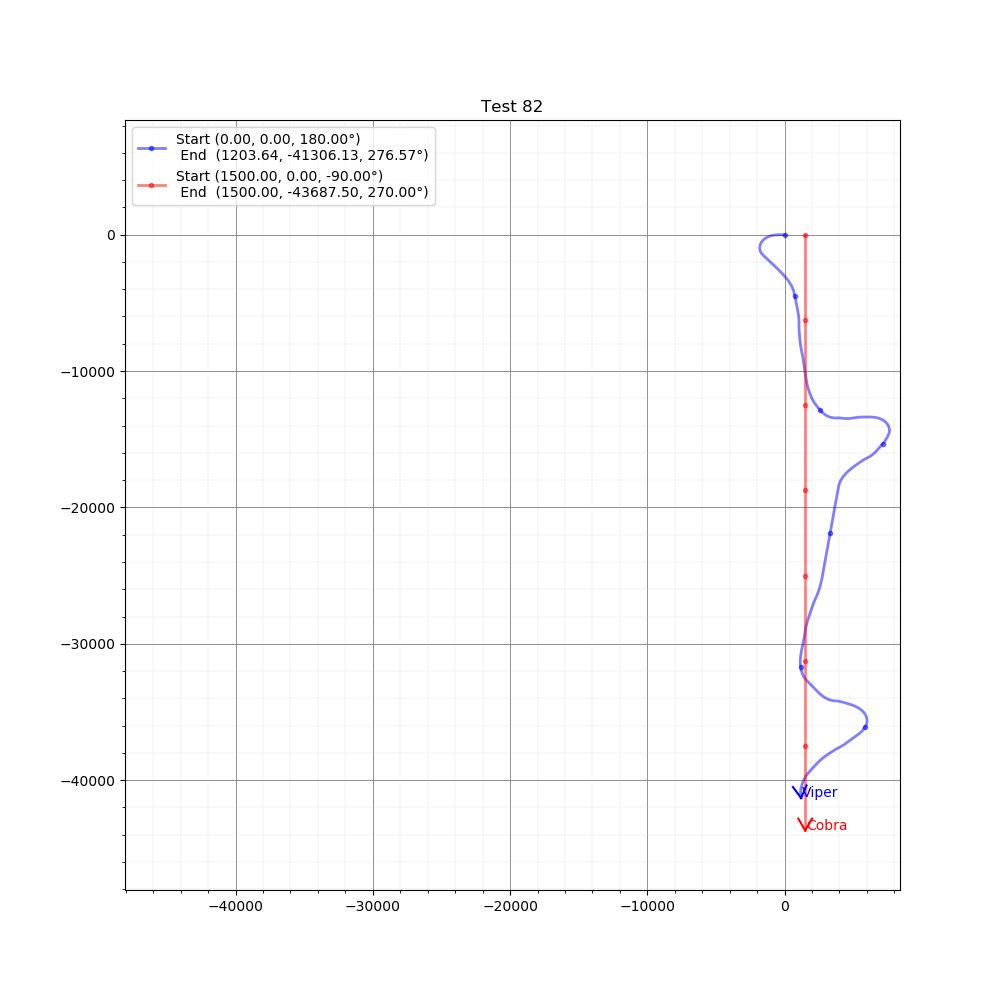 Test 82
Start (0.00, 0.00, 180.00°)
End  (1203.64, -41306.13, 276.57°)
Start (1500.00, 0.00, -90.00°)
End  (1500.00, -43687.50, 270.00°)
0
−10000
−20000
−30000
−40000
Viper
Cobra
−40000 −30000 −20000 −10000 0